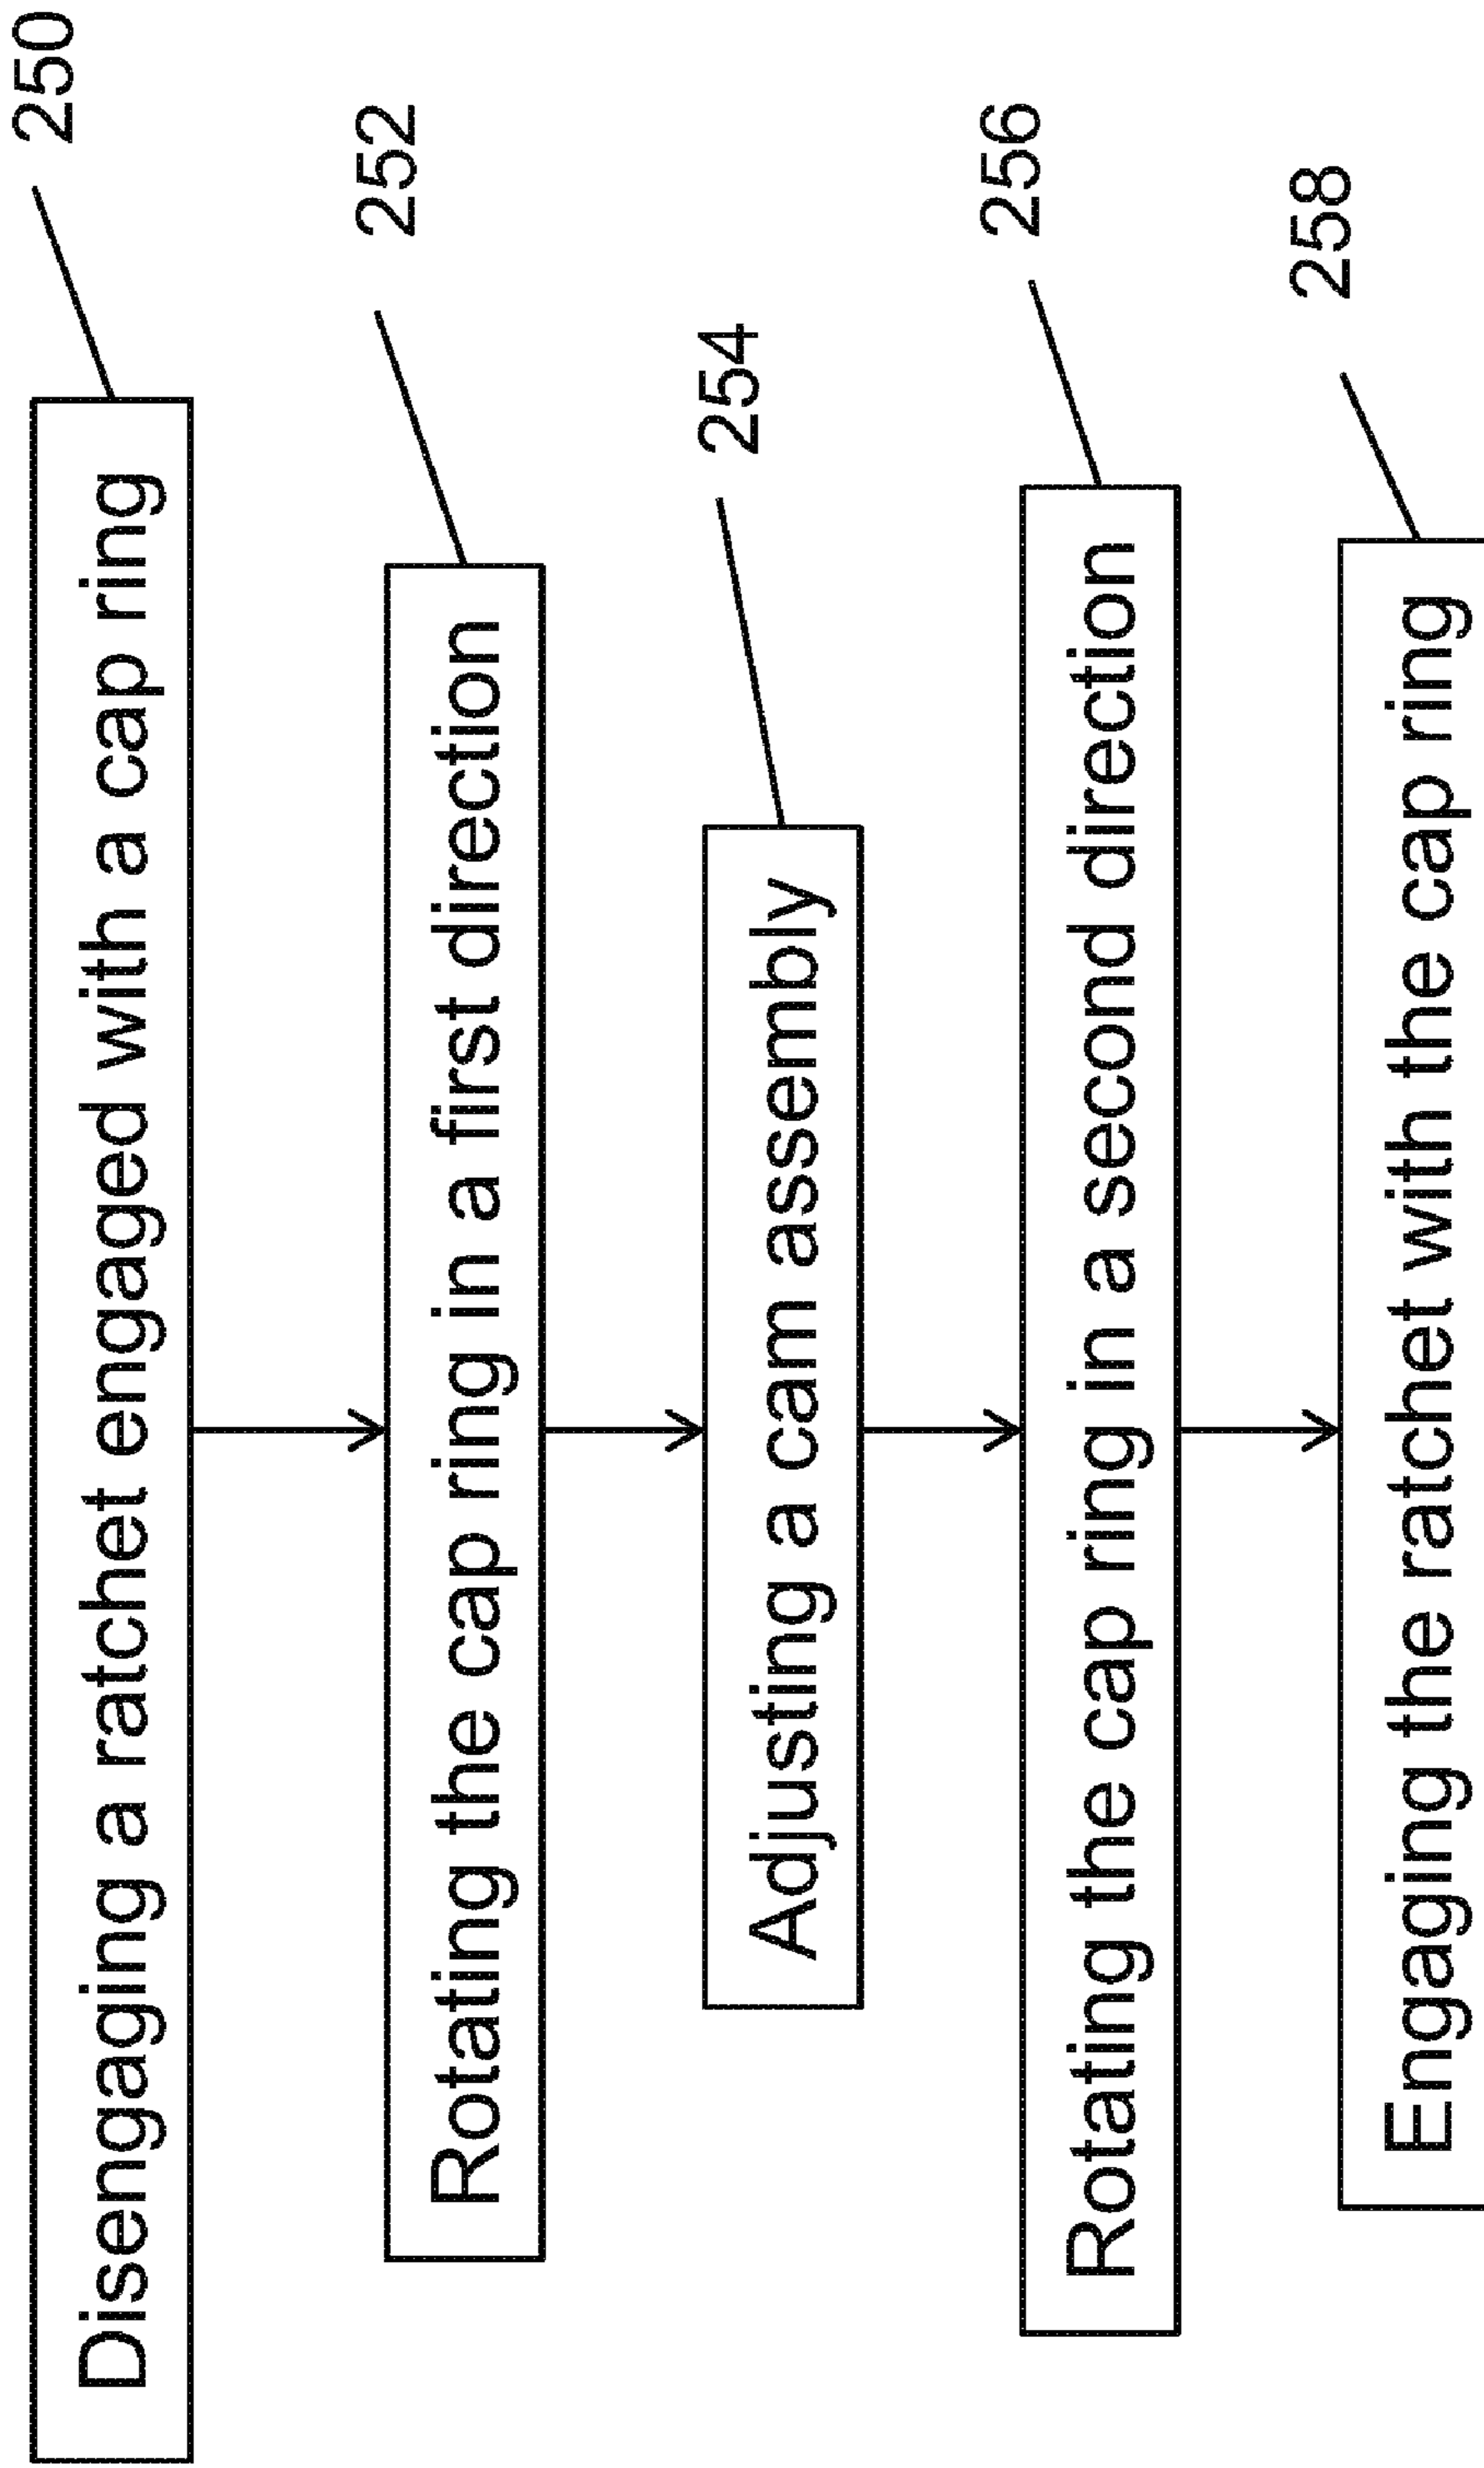 Disengaging a ratchet engaged with a cap ring
250
Rotating the cap ring in a first direction
252
Adjusting a cam assembly
254
Rotating the cap ring in a second direction
256
Engaging the ratchet with the cap ring
258